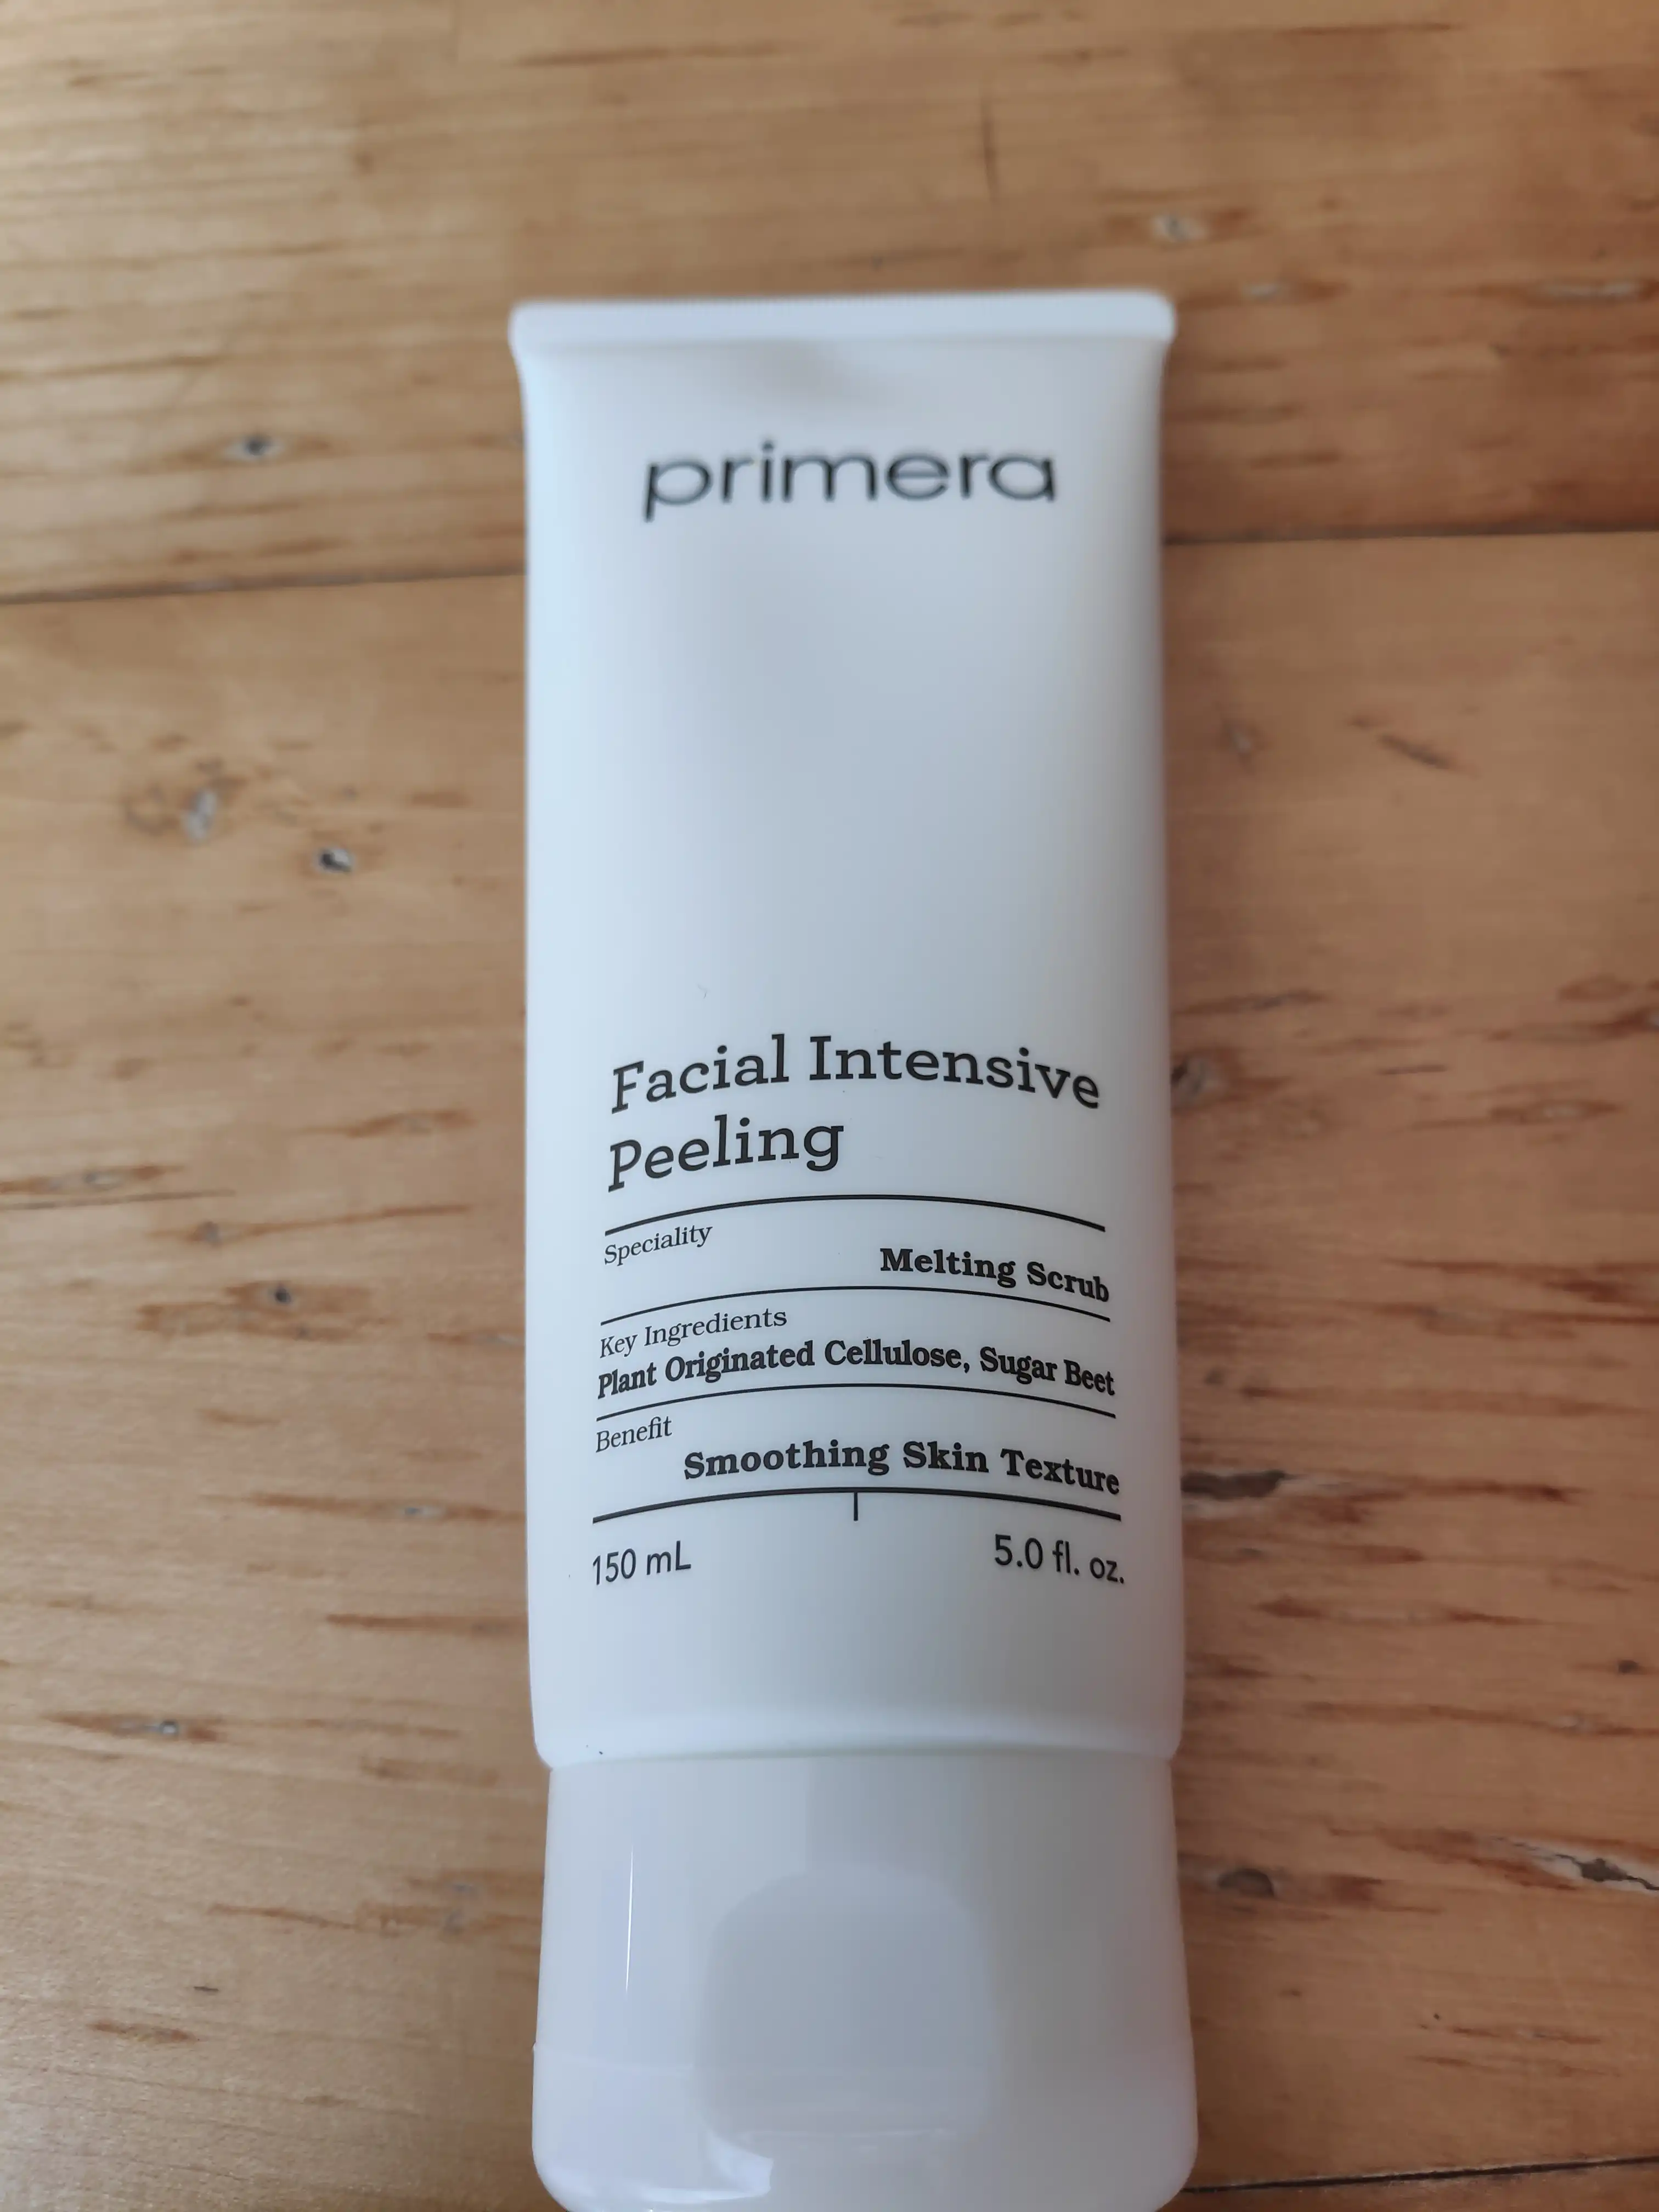 primera
Facial Intensive
Peeling
Speciality
Melting Scrub
Key Ingredients
Plant Originated Cellulose, Sugar Beet
Benefit
Smoothing Skin Texture
150 mL 5.0 fl. oz.